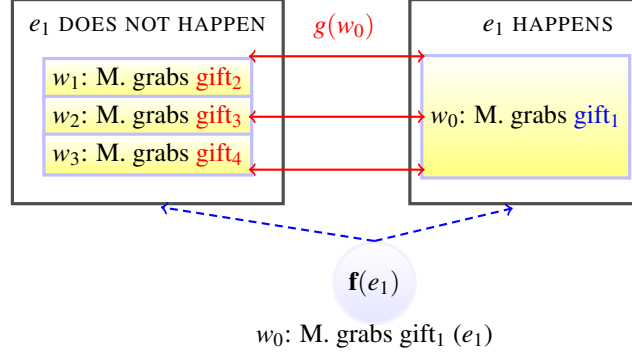 e₁ DOES NOT HAPPEN
g(w₀)
e₁ HAPPENS
w₁: M. grabs gift₂
w₂: M. grabs gift₃
w₃: M. grabs gift₄
w₀: M. grabs gift₁
f(e₁)
w₀: M. grabs gift₁ (e₁)